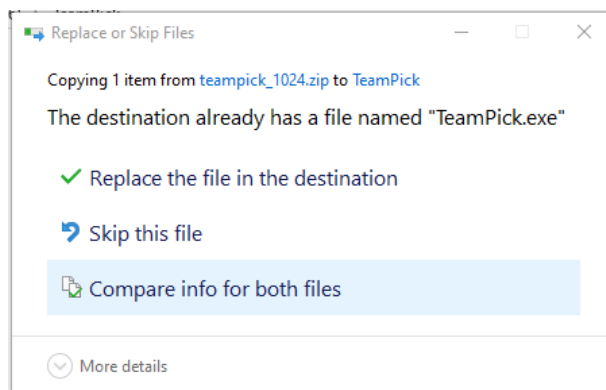 Replace or Skip Files
Copying 1 item from teampick_1024.zip to TeamPick
The destination already has a file named "TeamPick.exe"
Replace the file in the destination
Skip this file
Compare info for both files
More details